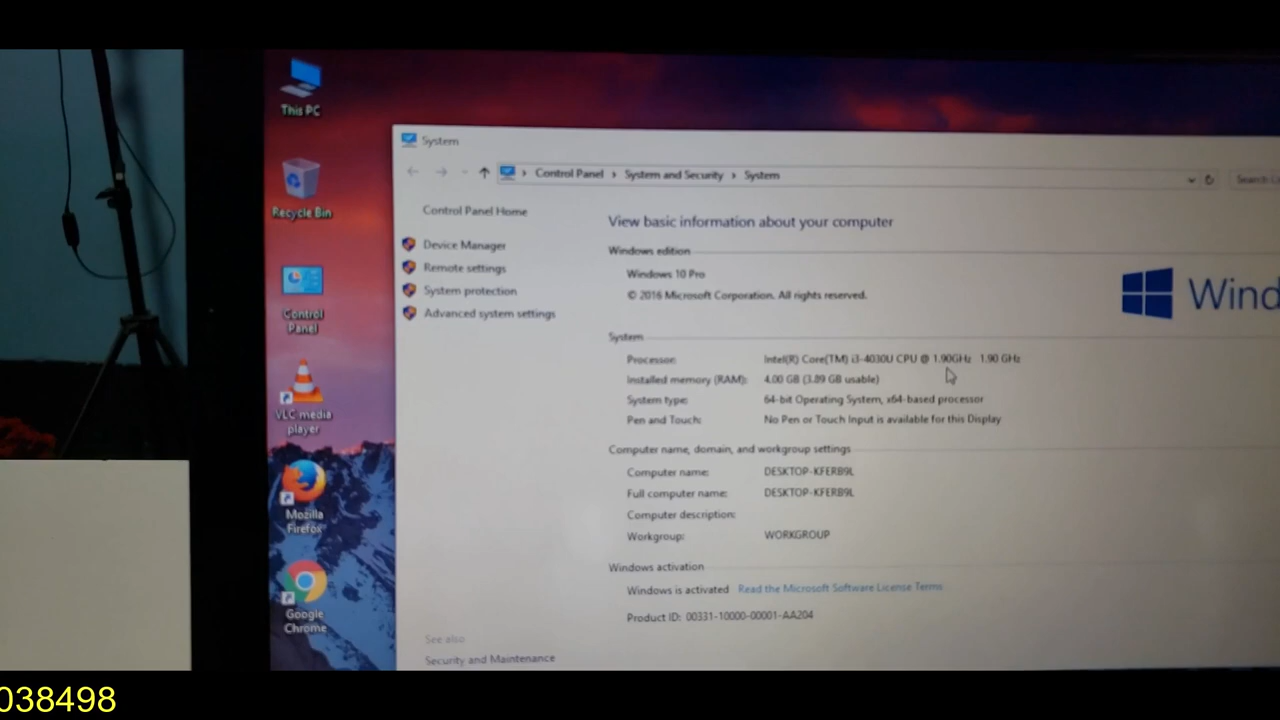 This PC
Recycle Bin
Control
Panel
VLC media
player
Mozilla
Firefox
Google
Chrome
System
Control Panel › System and Security › System
Control Panel Home
Device Manager
Remote settings
System protection
Advanced system settings
See also
Security and Maintenance
View basic information about your computer
Windows edition
Windows 10 Pro
© 2016 Microsoft Corporation. All rights reserved.
Wind
System
Processor: Intel(R) Core(TM) i3-4030U CPU @ 1.90GHz 1.90 GHz
Installed memory (RAM): 4.00 GB (3.89 GB usable)
System type: 64-bit Operating System, x64-based processor
Pen and Touch: No Pen or Touch Input is available for this Display
Computer name, domain, and workgroup settings
Computer name: DESKTOP-KFERB9L
Full computer name: DESKTOP-KFERB9L
Computer description:
Workgroup: WORKGROUP
Windows activation
Windows is activated Read the Microsoft Software License Terms
Product ID: 00331-10000-00001-AA204
038498